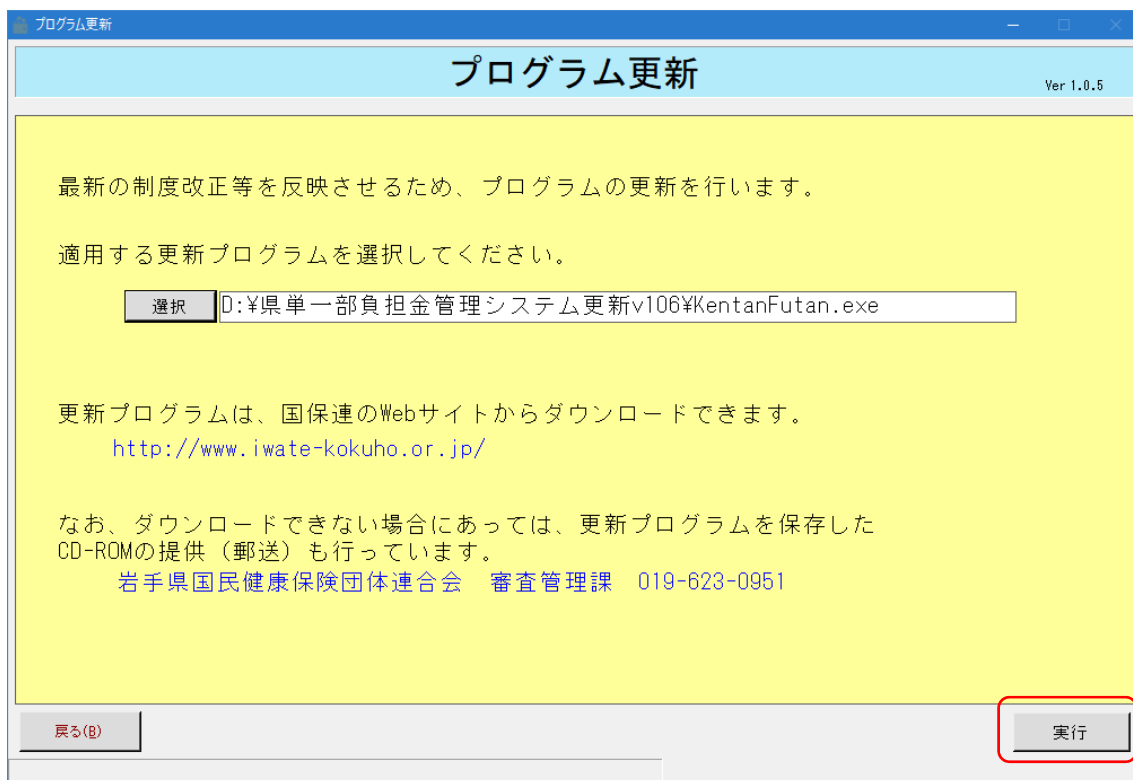 プログラム更新
プログラム更新
Ver 1.0.5
最新の制度改正等を反映させるため、プログラムの更新を行います。
適用する更新プログラムを選択してください。
選択 D:¥県単一部負担金管理システム更新v106¥KentanFutan.exe
更新プログラムは、国保連のWebサイトからダウンロードできます。
http://www.iwate-kokuho.or.jp/
なお、ダウンロードできない場合にあっては、更新プログラムを保存した
CD-ROMの提供（郵送）も行っています。
岩手県国民健康保険団体連合会　審査管理課　019-623-0951
戻る(B) 実行